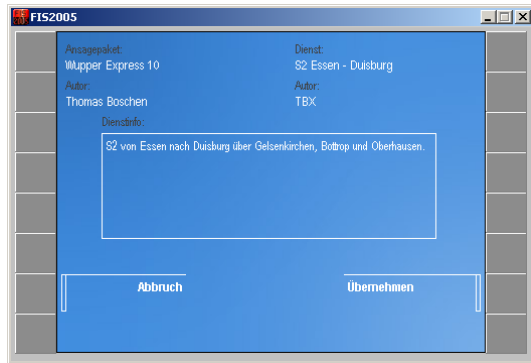 FIS2005
Ansagepaket: Dienst:
Wupper Express 10 S2 Essen - Duisburg
Autor: Autor:
Thomas Boschen TBX
Dienstinfo:
S2 von Essen nach Duisburg über Gelsenkirchen, Bottrop und Oberhausen.
Abbruch Übernehmen